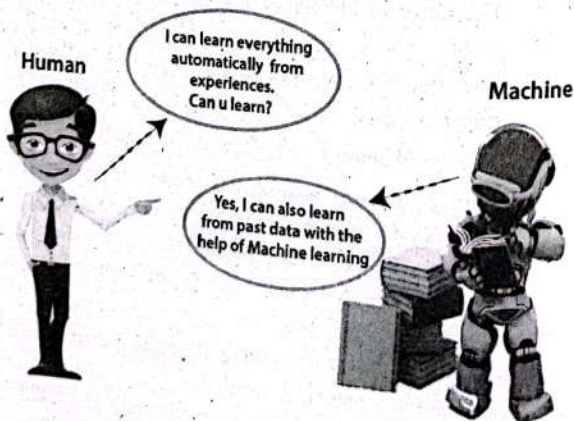 Human
I can learn everything
automatically from
experiences.
Can u learn?
Machine
Yes, I can also learn
from past data with the
help of Machine learning